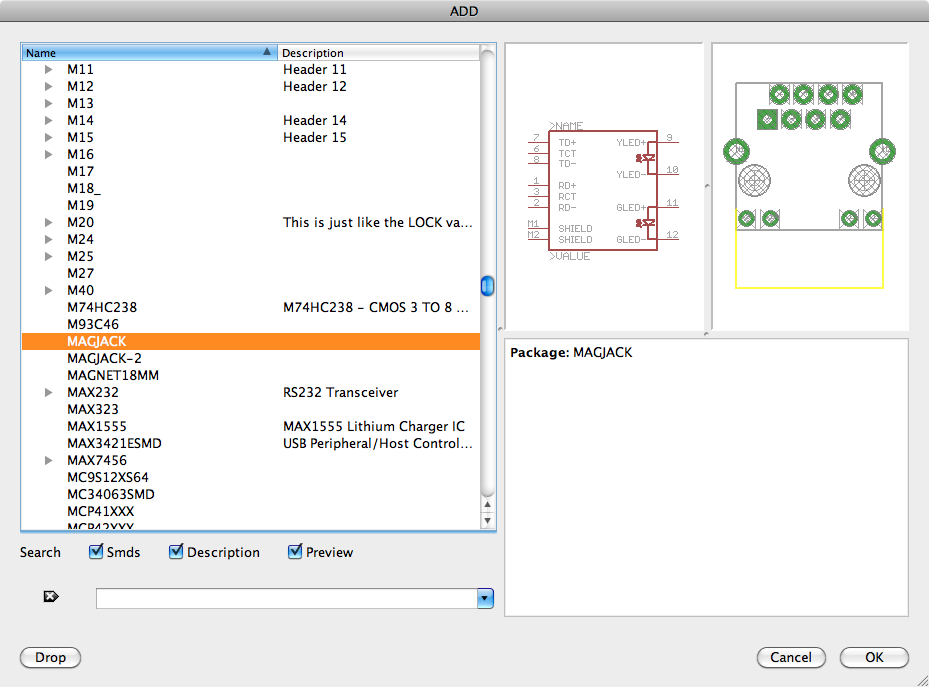 ADD
Name Description
M11 Header 11
M12 Header 12
M13
M14 Header 14
M15 Header 15
M16
M17
M18_
M19
M20 This is just like the LOCK va...
M24
M25
M27
M40
M74HC238 M74HC238 – CMOS 3 TO 8 ...
M93C46
MAGJACK
MAGJACK-2
MAGNET18MM
MAX232 RS232 Transceiver
MAX323
MAX1555 MAX1555 Lithium Charger IC
MAX3421ESMD USB Peripheral/Host Control...
MAX7456
MC9S12XS64
MC34063SMD
MCP41XXX
MCP42XXX
>NAME
7 TD+ YLED+ 9
6 TCT
8 TD-
YLED- 10
1 RD+
3 RCT
2 RD- GLED+ 11
M1 SHIELD
M2 SHIELD GLED- 12
>VALUE
Package: MAGJACK
Search Smds Description Preview
Drop Cancel OK